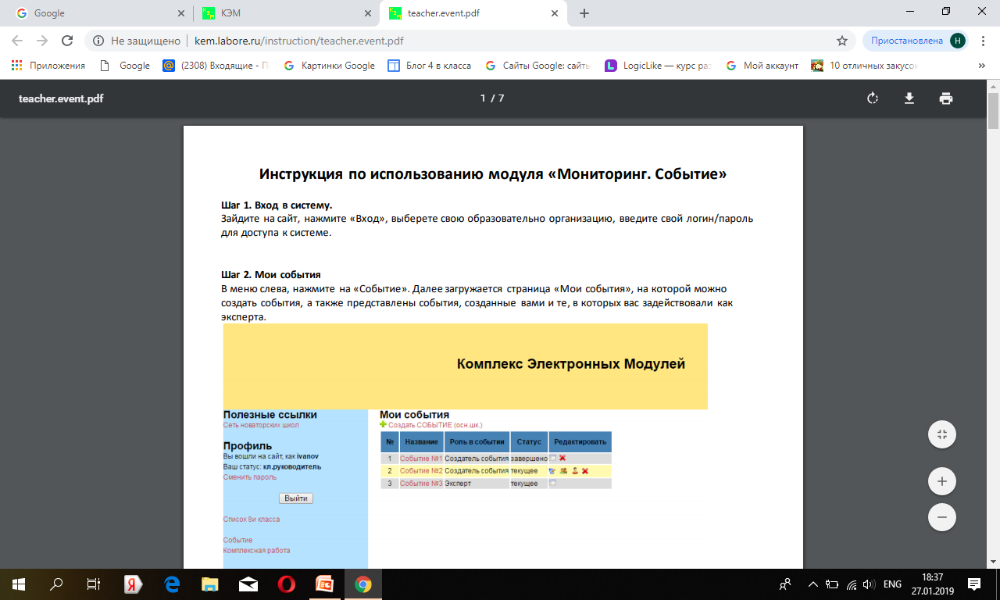 Google
КЭМ
teacher.event.pdf
Не защищено | kem.labore.ru/instruction/teacher.event.pdf
Приостановлена Н
Приложения Google (2308) Входящие - П Картинки Google Блог 4 в класса Сайты Google: сайты LogicLike — курс раз Мой аккаунт 10 отличных закусок »
teacher.event.pdf 1 / 7
Инструкция по использованию модуля «Мониторинг. Событие»
Шаг 1. Вход в систему.
Зайдите на сайт, нажмите «Вход», выберете свою образовательно организацию, введите свой логин/пароль
для доступа к системе.
Шаг 2. Мои события
В меню слева, нажмите на «Событие». Далее загружается страница «Мои события», на которой можно
создать события, а также представлены события, созданные вами и те, в которых вас задействовали как
эксперта.
Комплекс Электронных Модулей
Полезные ссылки
Сеть новаторских школ
Профиль
Вы вошли на сайт, как ivanov
Ваш статус: кл.руководитель
Сменить пароль
Выйти
Список 8и класса
Событие
Комплексная работа
Мои события
Создать СОБЫТИЕ (осн.шк.)
№ Название Роль в событии Статус Редактировать
1 Событие №1 Создатель события завершено
2 Событие №2 Создатель события текущее
3 Событие №3 Эксперт текущее
ENG
18:37
27.01.2019